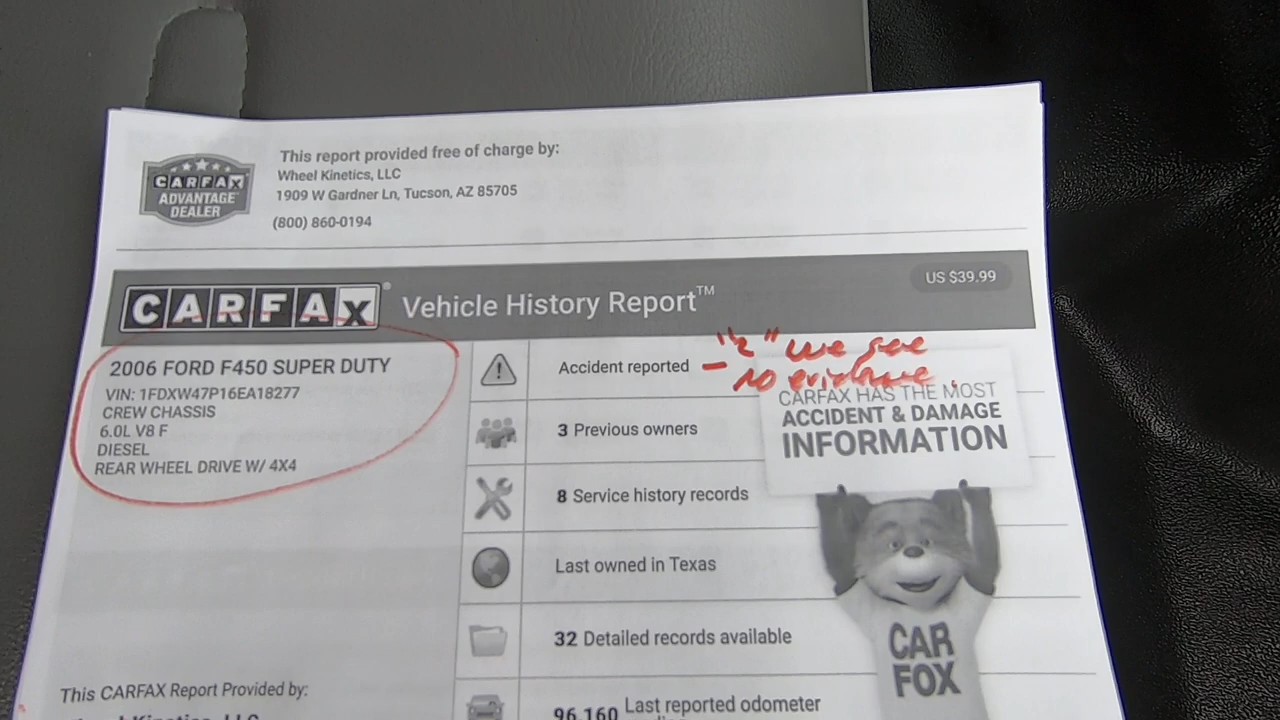 This report provided free of charge by:
Wheel Kinetics, LLC
1909 W Gardner Ln, Tucson, AZ 85705
(800) 860-0194
CARFAX
ADVANTAGE
DEALER
CARFAX® Vehicle History Report™
US $39.99
2006 FORD F450 SUPER DUTY
VIN: 1FDXW47P16EA18277
CREW CHASSIS
6.0L V8 F
DIESEL
REAR WHEEL DRIVE W/ 4X4
Accident reported
– "2" we see
no evidence.
3 Previous owners
8 Service history records
Last owned in Texas
32 Detailed records available
96,160 Last reported odometer
CARFAX HAS THE MOST
ACCIDENT & DAMAGE
INFORMATION
CAR
FOX
This CARFAX Report Provided by: